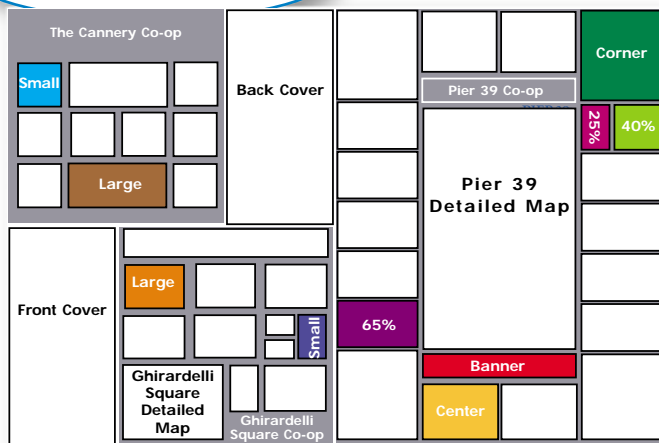 The Cannery Co-op
Small
Large
Back Cover
Front Cover
Large
Small
Ghirardelli
Square
Detailed
Map
Ghirardelli
Square Co-op
65%
Pier 39 Co-op
Pier 39
Detailed Map
Banner
Center
Corner
25%
40%